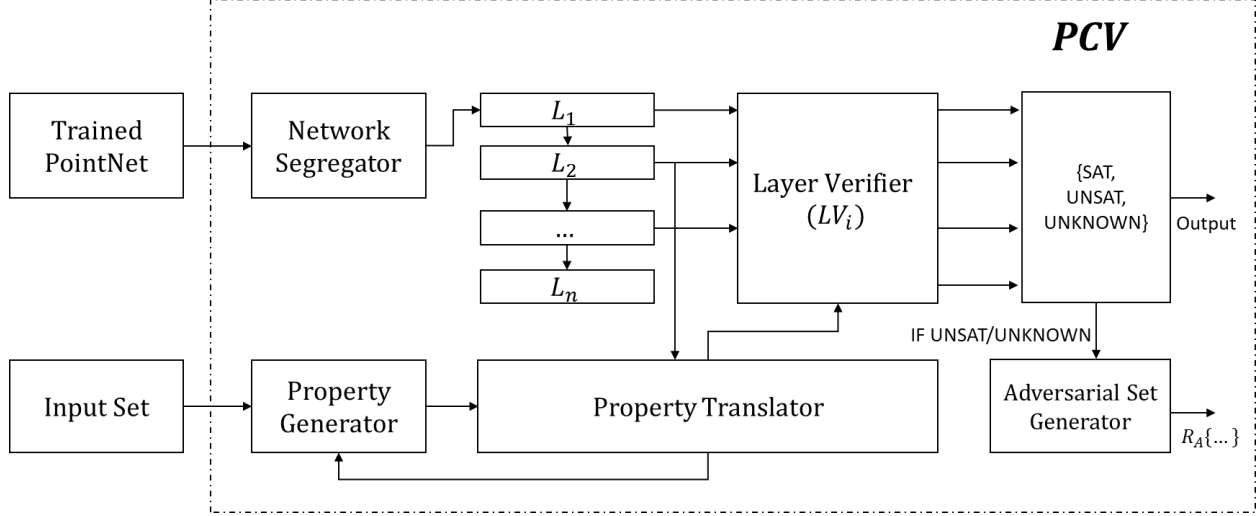 PCV
Trained
PointNet
Network
Segregator
L₁
L₂
...
Lₙ
Layer Verifier
(LVᵢ)
{SAT,
UNSAT,
UNKNOWN}
Output
IF UNSAT/UNKNOWN
Input Set
Property
Generator
Property Translator
Adversarial Set
Generator
R_A{...}